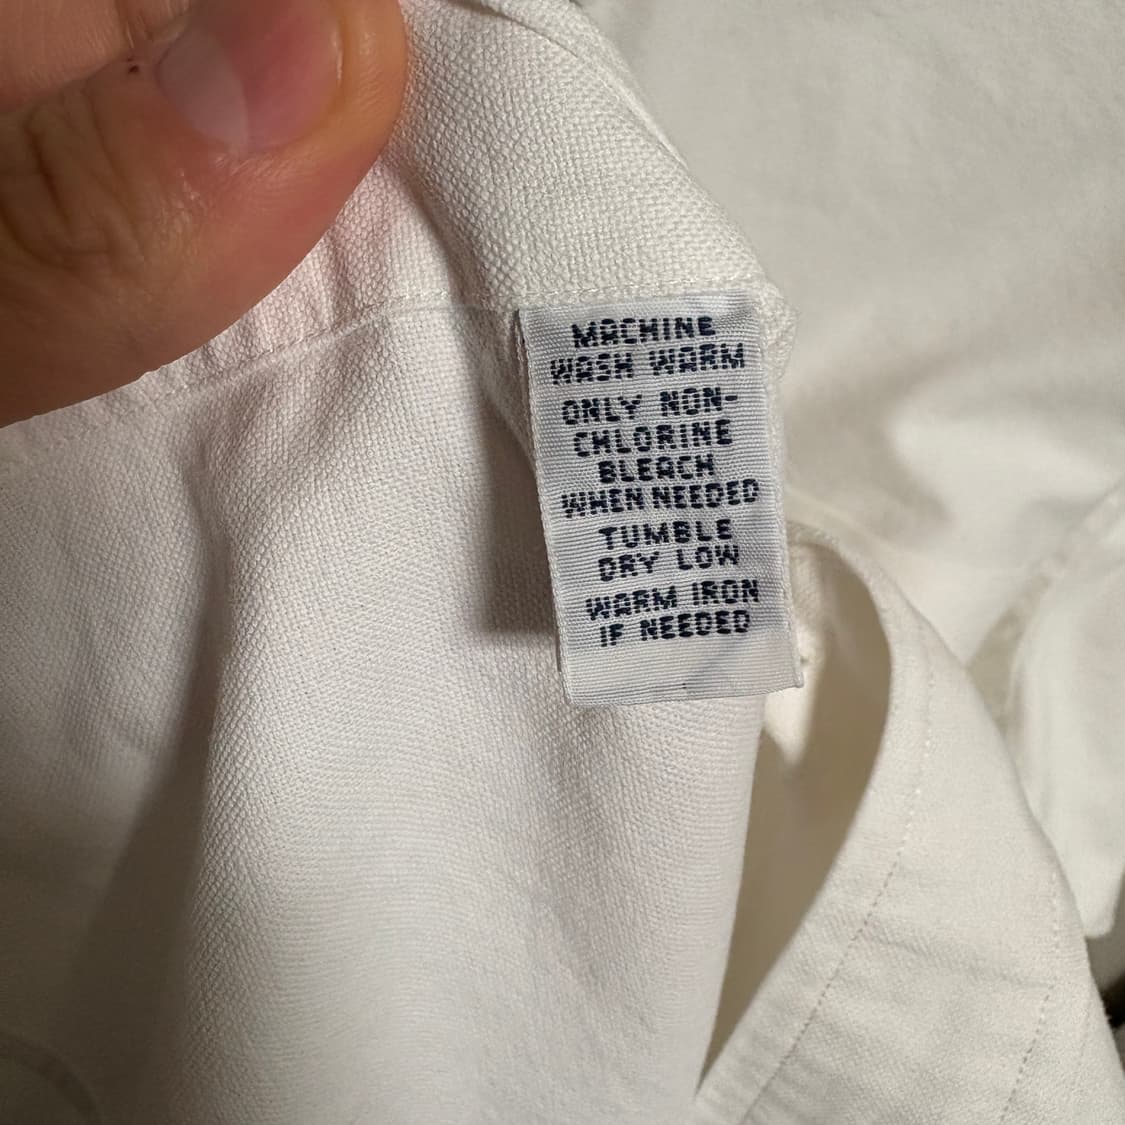 MACHINE
WASH WARM
ONLY NON-
CHLORINE
BLEACH
WHEN NEEDED
TUMBLE
DRY LOW
WARM IRON
IF NEEDED